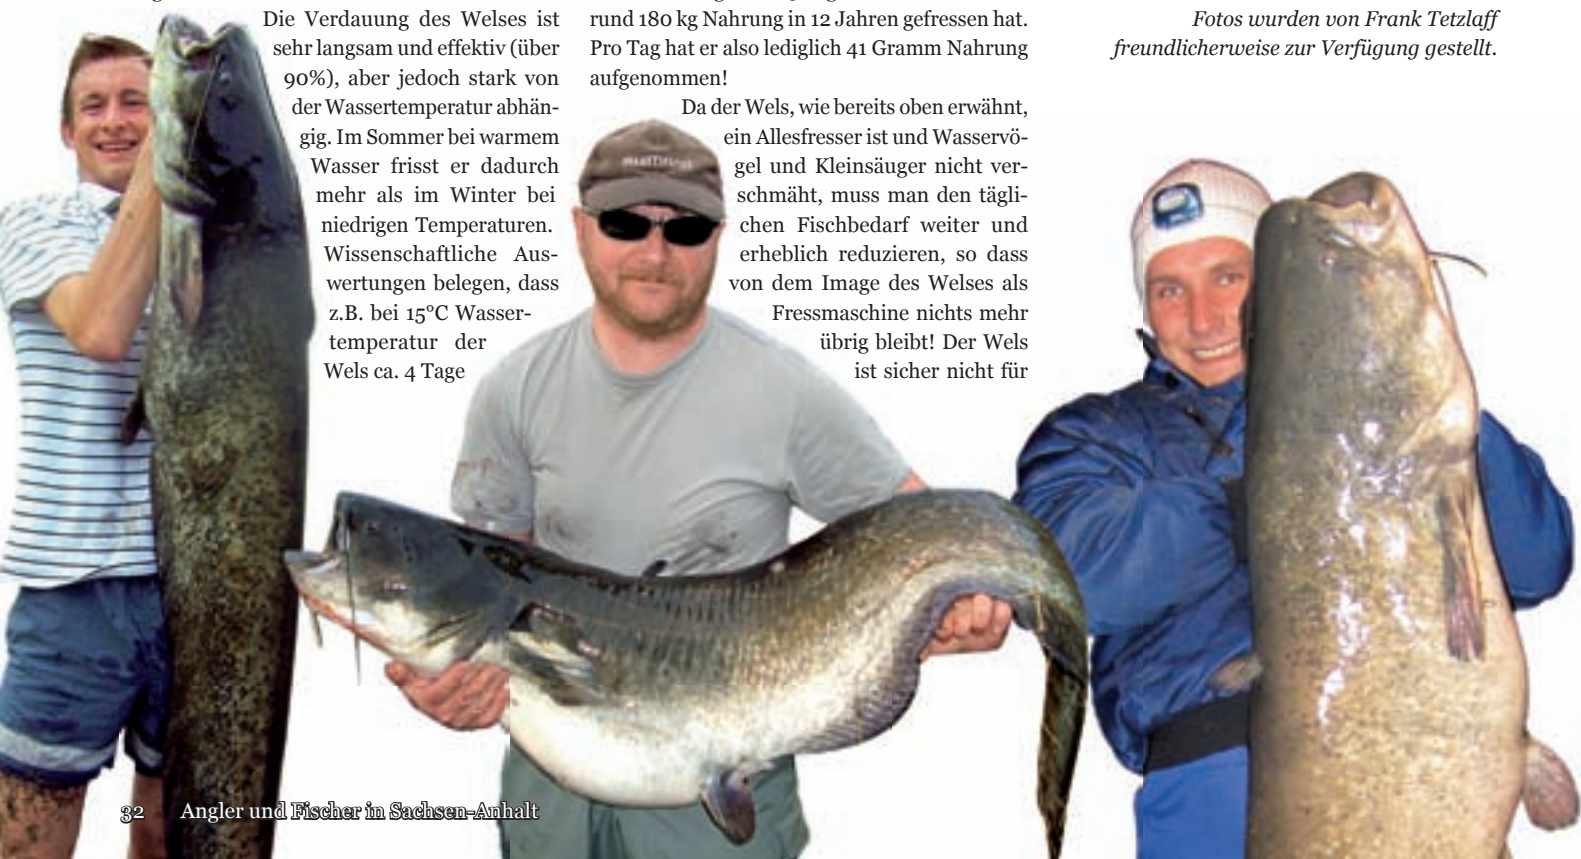 Die Verdauung des Welses ist
sehr langsam und effektiv (über
90%), aber jedoch stark von
der Wassertemperatur abhän-
gig. Im Sommer bei warmem
Wasser frisst er dadurch
mehr als im Winter bei
niedrigen Temperaturen.
Wissenschaftliche Aus-
wertungen belegen, dass
z.B. bei 15°C Wasser-
temperatur der
Wels ca. 4 Tage
rund 180 kg Nahrung in 12 Jahren gefressen hat.
Pro Tag hat er also lediglich 41 Gramm Nahrung
aufgenommen!
Da der Wels, wie bereits oben erwähnt,
ein Allesfresser ist und Wasservö-
gel und Kleinsäuger nicht ver-
schmäht, muss man den tägli-
chen Fischbedarf weiter und
erheblich reduzieren, so dass
von dem Image des Welses als
Fressmaschine nichts mehr
übrig bleibt! Der Wels
ist sicher nicht für
Fotos wurden von Frank Tetzlaff
freundlicherweise zur Verfügung gestellt.
32 Angler und Fischer in Sachsen-Anhalt